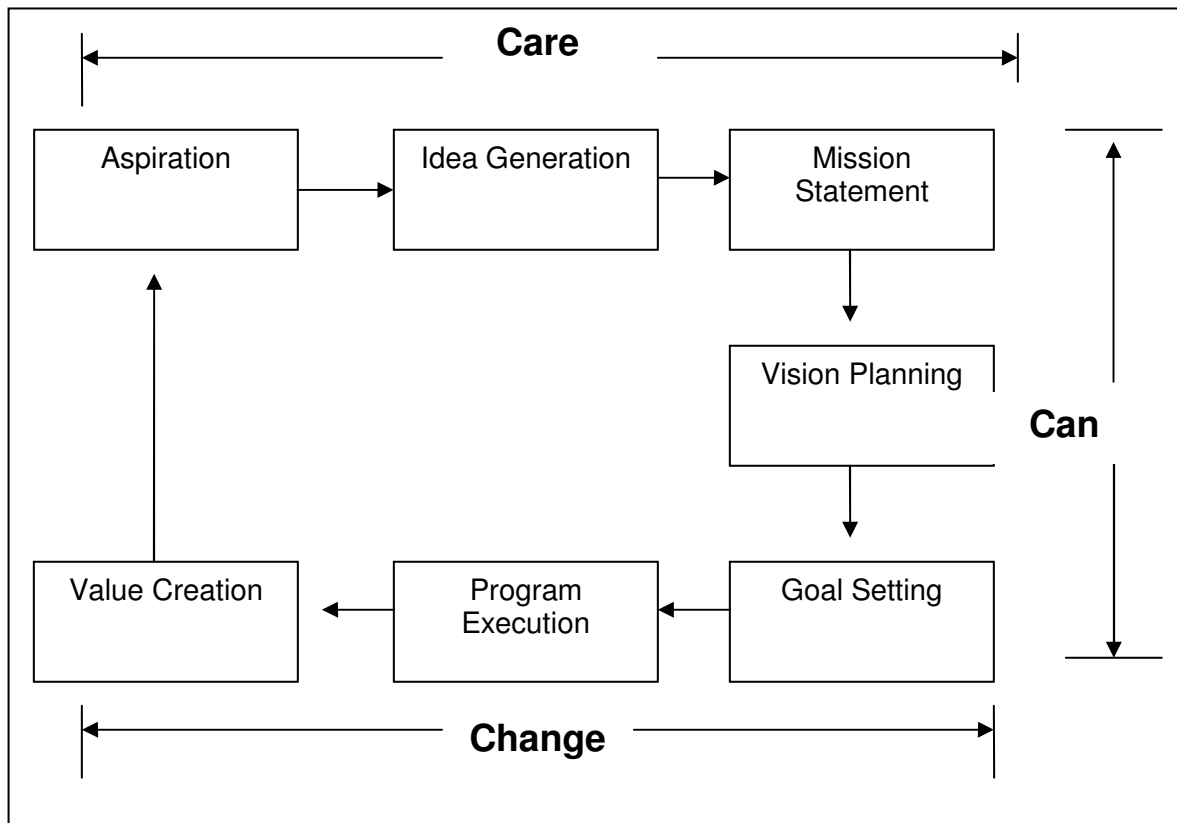 Care
Aspiration
Idea Generation
Mission
Statement
Vision Planning
Can
Value Creation
Program
Execution
Goal Setting
Change